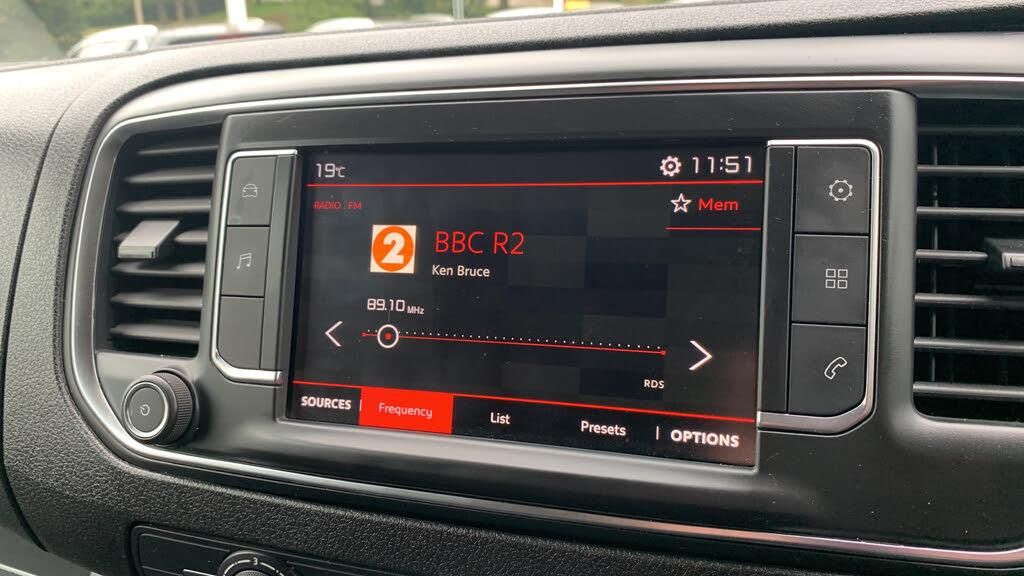 19°C
11:51
RADIO . FM
Mem
2
BBC R2
Ken Bruce
89.10 MHz
RDS
SOURCES | Frequency List Presets | OPTIONS
3